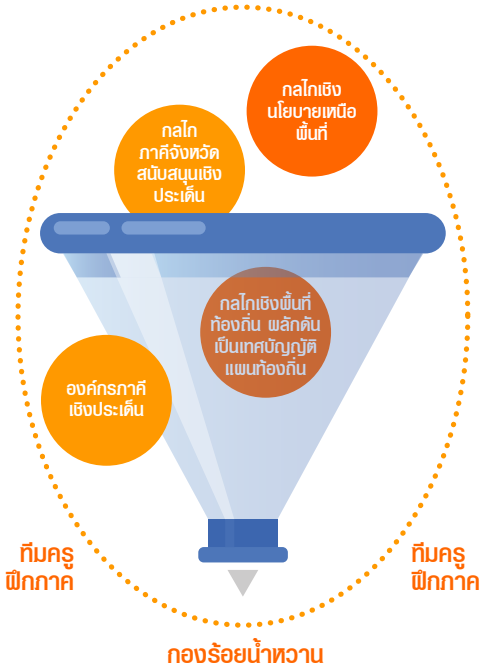 กลไกเชิง
นโยบายเหนือ
พื้นที่
กลไก
ภาคีจังหวัด
สนับสนุนเชิง
ประเด็น
กลไกเชิงพื้นที่
ท้องถิ่น พลักดัน
เป็นเทศบัญญัติ
แผนท้องถิ่น
องค์กรภาคี
เชิงประเด็น
ทีมครู
ฝึกภาค
ทีมครู
ฝึกภาค
กองร้อยน้ำหวาน